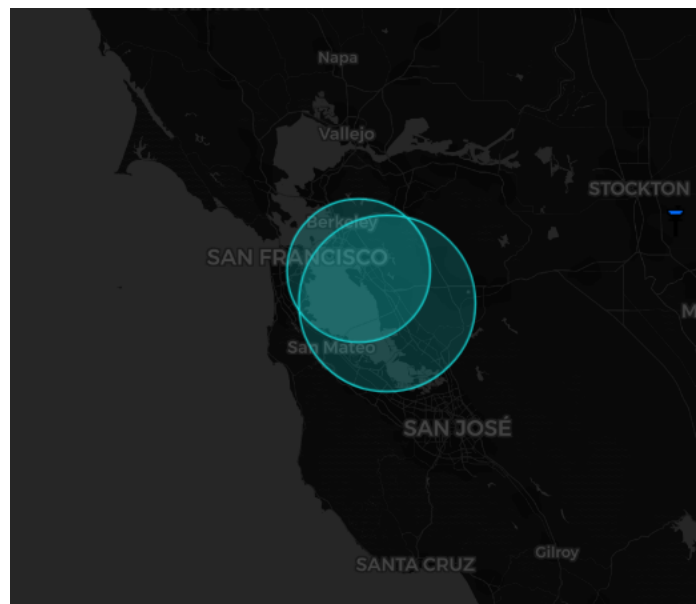 Napa
Vallejo
STOCKTON
Berkeley
SAN FRANCISCO
San Mateo
SAN JOSÉ
Gilroy
SANTA CRUZ